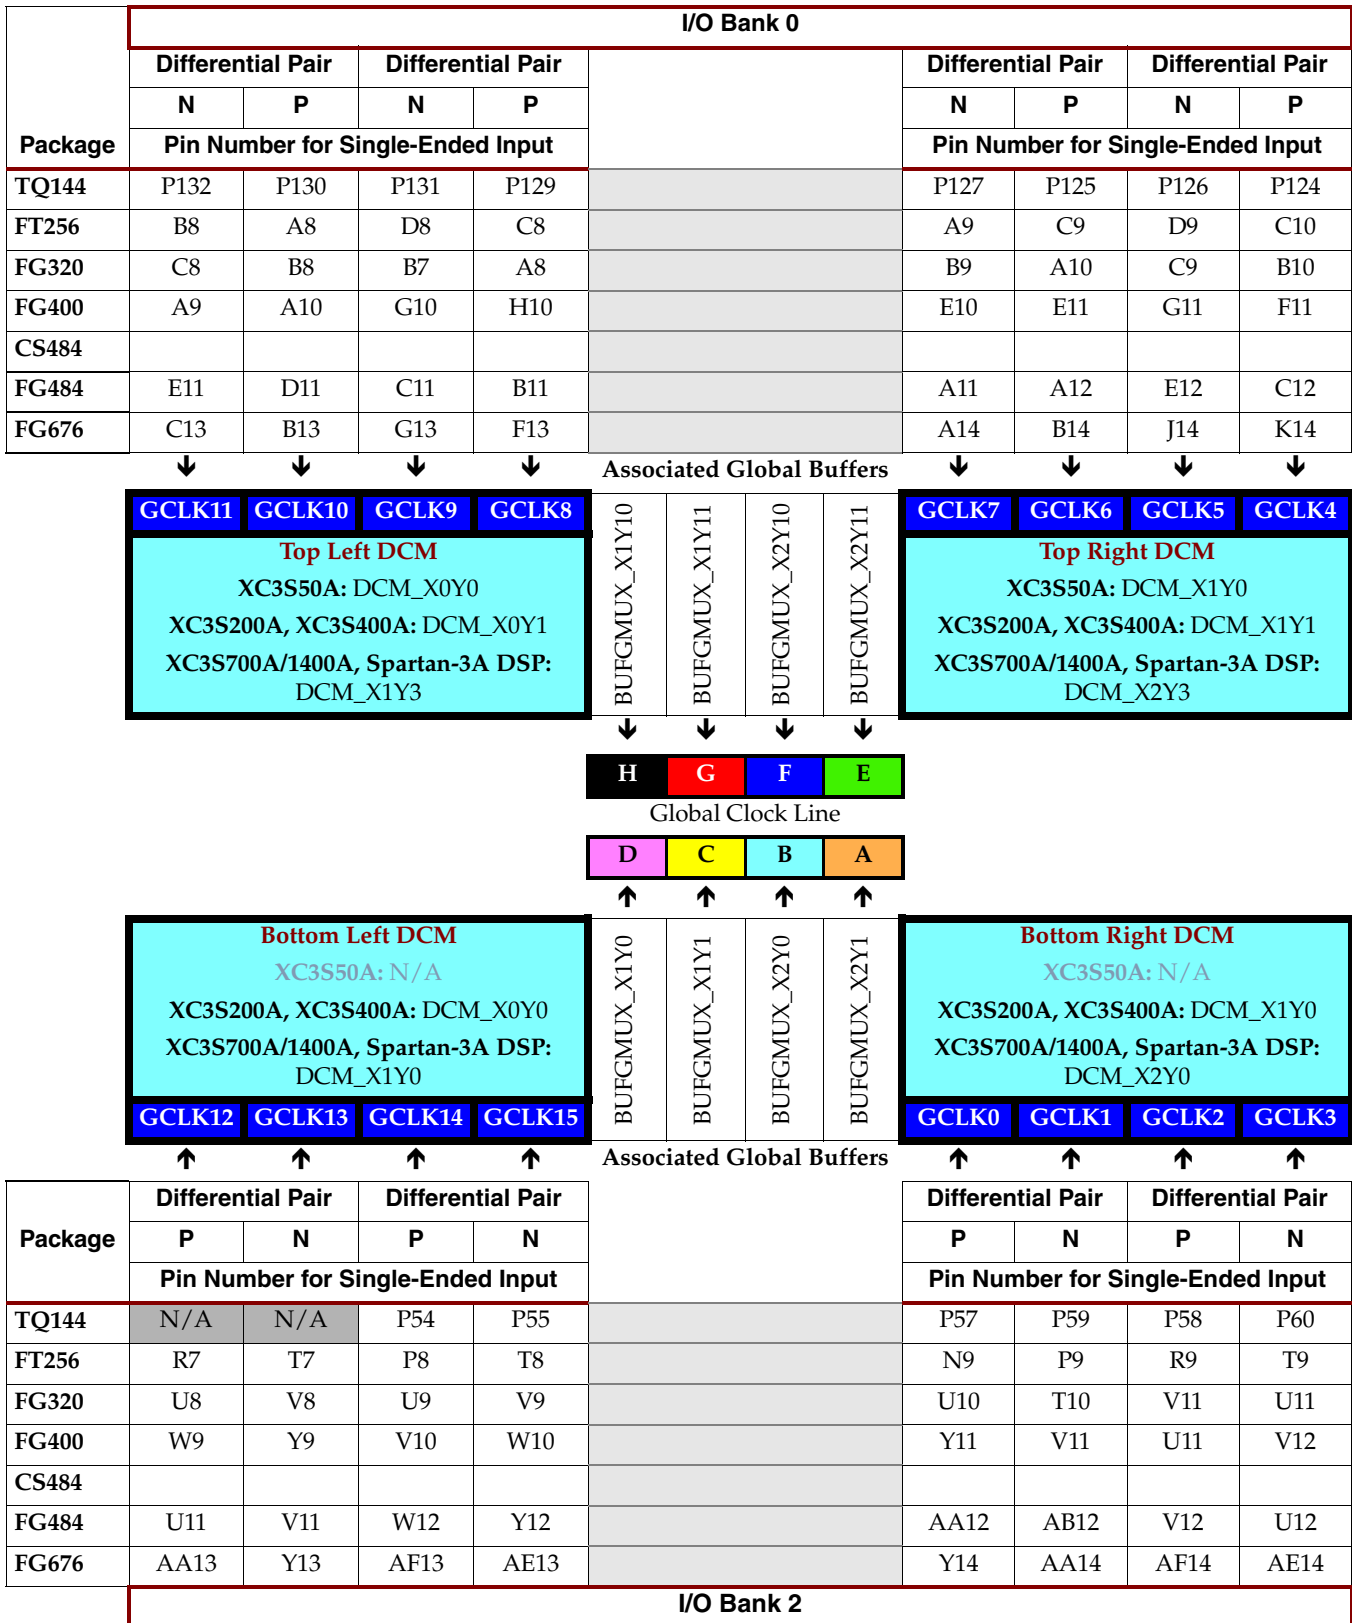 I/O Bank 0
Differential Pair Differential Pair Differential Pair Differential Pair
N P N P N P N P
Package Pin Number for Single-Ended Input Pin Number for Single-Ended Input
TQ144 P132 P130 P131 P129 P127 P125 P126 P124
FT256 B8 A8 D8 C8 A9 C9 D9 C10
FG320 C8 B8 B7 A8 B9 A10 C9 B10
FG400 A9 A10 G10 H10 E10 E11 G11 F11
CS484
FG484 E11 D11 C11 B11 A11 A12 E12 C12
FG676 C13 B13 G13 F13 A14 B14 J14 K14
Associated Global Buffers
GCLK11 GCLK10 GCLK9 GCLK8
Top Left DCM
XC3S50A: DCM_X0Y0
XC3S200A, XC3S400A: DCM_X0Y1
XC3S700A/1400A, Spartan-3A DSP:
DCM_X1Y3
BUFGMUX_X1Y10
BUFGMUX_X1Y11
BUFGMUX_X2Y10
BUFGMUX_X2Y11
GCLK7 GCLK6 GCLK5 GCLK4
Top Right DCM
XC3S50A: DCM_X1Y0
XC3S200A, XC3S400A: DCM_X1Y1
XC3S700A/1400A, Spartan-3A DSP:
DCM_X2Y3
H G F E
Global Clock Line
D C B A
Bottom Left DCM
XC3S50A: N/A
XC3S200A, XC3S400A: DCM_X0Y0
XC3S700A/1400A, Spartan-3A DSP:
DCM_X1Y0
GCLK12 GCLK13 GCLK14 GCLK15
BUFGMUX_X1Y0
BUFGMUX_X1Y1
BUFGMUX_X2Y0
BUFGMUX_X2Y1
Bottom Right DCM
XC3S50A: N/A
XC3S200A, XC3S400A: DCM_X1Y0
XC3S700A/1400A, Spartan-3A DSP:
DCM_X2Y0
GCLK0 GCLK1 GCLK2 GCLK3
Associated Global Buffers
Differential Pair Differential Pair Differential Pair Differential Pair
Package P N P N P N P N
Pin Number for Single-Ended Input Pin Number for Single-Ended Input
TQ144 N/A N/A P54 P55 P57 P59 P58 P60
FT256 R7 T7 P8 T8 N9 P9 R9 T9
FG320 U8 V8 U9 V9 U10 T10 V11 U11
FG400 W9 Y9 V10 W10 Y11 V11 U11 V12
CS484
FG484 U11 V11 W12 Y12 AA12 AB12 V12 U12
FG676 AA13 Y13 AF13 AE13 Y14 AA14 AF14 AE14
I/O Bank 2